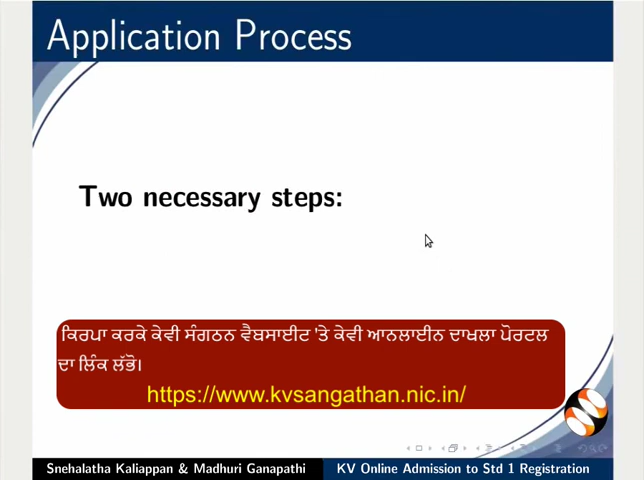 Application Process
Two necessary steps:
ਕਿਰਪਾ ਕਰਕੇ ਕੇਵੀ ਸੰਗਠਨ ਵੈਬਸਾਈਟ 'ਤੇ ਕੇਵੀ ਆਨਲਾਈਨ ਦਾਖਲਾ ਪੋਰਟਲ
ਦਾ ਲਿੰਕ ਲੱਭੋ।
https://www.kvsangathan.nic.in/
Snehalatha Kaliappan & Madhuri Ganapathi KV Online Admission to Std 1 Registration